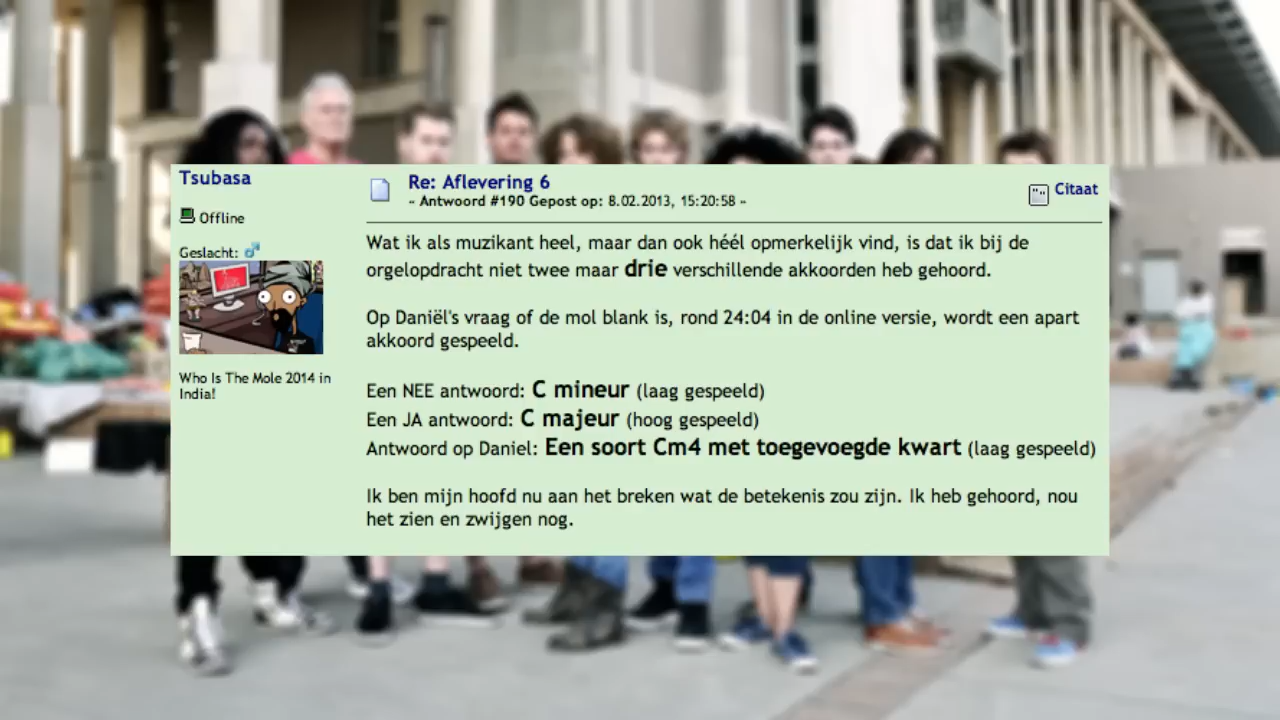 Tsubasa
Offline
Geslacht:
Who Is The Mole 2014 in
India!
Re: Aflevering 6
« Antwoord #190 Gepost op: 8.02.2013, 15:20:58 »
Citaat
Wat ik als muzikant heel, maar dan ook héél opmerkelijk vind, is dat ik bij de
orgelopdracht niet twee maar drie verschillende akkoorden heb gehoord.
Op Daniël's vraag of de mol blank is, rond 24:04 in de online versie, wordt een apart
akkoord gespeeld.
Een NEE antwoord: C mineur (laag gespeeld)
Een JA antwoord: C majeur (hoog gespeeld)
Antwoord op Daniel: Een soort Cm4 met toegevoegde kwart (laag gespeeld)
Ik ben mijn hoofd nu aan het breken wat de betekenis zou zijn. Ik heb gehoord, nou
het zien en zwijgen nog.